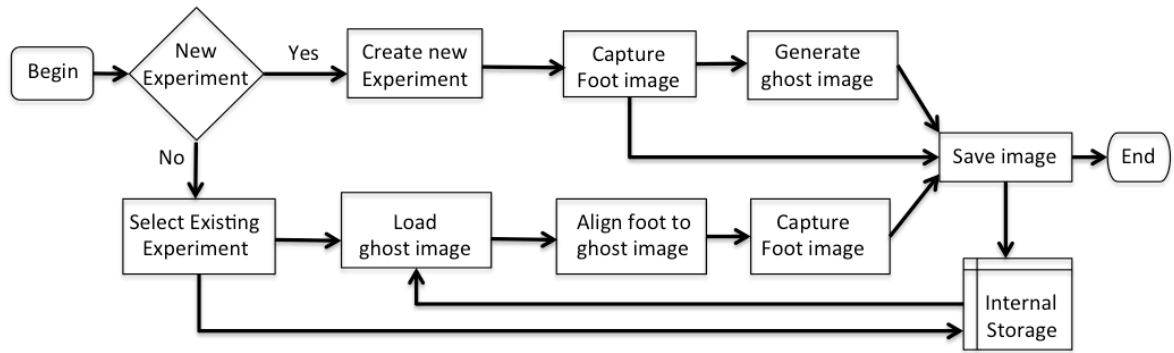 Begin
New
Experiment
Yes
Create new
Experiment
Capture
Foot image
Generate
ghost image
No
Save image
End
Select Existing
Experiment
Load
ghost image
Align foot to
ghost image
Capture
Foot image
Internal
Storage